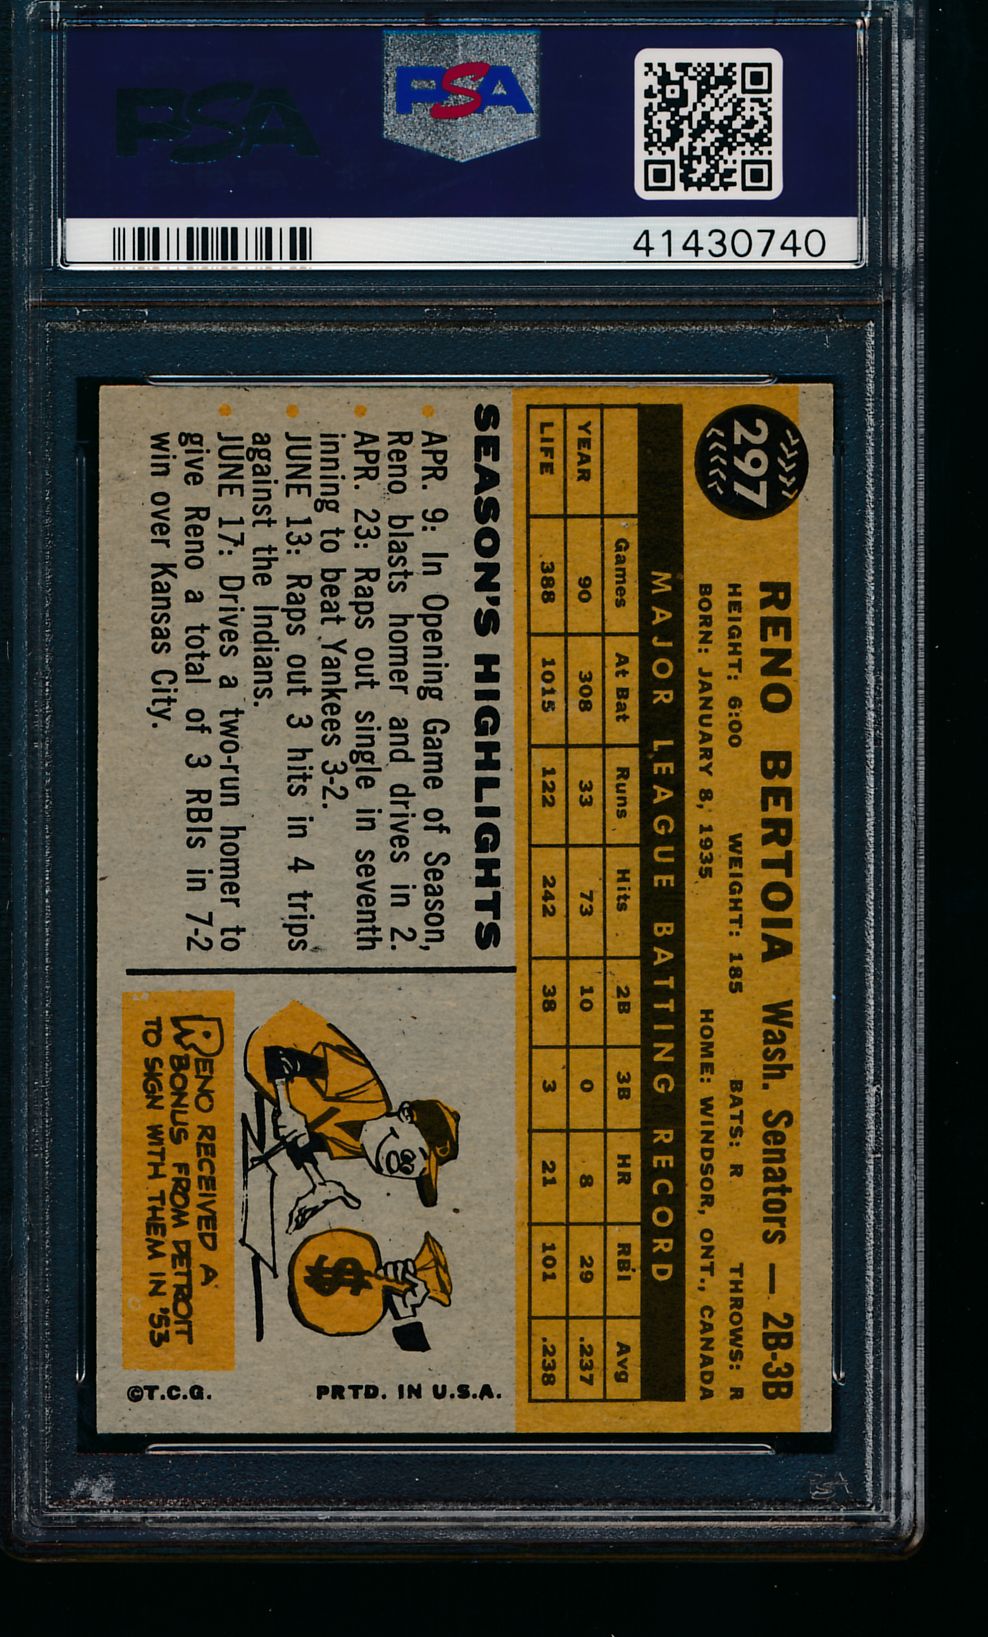 PSA
PSA
41430740
297
RENO BERTOIA Wash. Senators — 2B-3B
HEIGHT: 6:00 WEIGHT: 185 BATS: R THROWS: R
BORN: JANUARY 8, 1935 HOME: WINDSOR, ONT., CANADA
MAJOR LEAGUE BATTING RECORD
Games At Bat Runs Hits 2B 3B HR RBI Avg
YEAR 90 308 33 73 10 0 8 29 .237
LIFE 388 1015 122 242 38 3 21 101 .238
SEASON'S HIGHLIGHTS
• APR. 9: In Opening Game of Season,
Reno blasts homer and drives in 2.
• APR. 23: Raps out single in seventh
inning to beat Yankees 3-2.
• JUNE 13: Raps out 3 hits in 4 trips
against the Indians.
• JUNE 17: Drives a two-run homer to
give Reno a total of 3 RBIs in 7-2
win over Kansas City.
$
RENO RECEIVED A
BONUS FROM DETROIT
TO SIGN WITH THEM IN '53
©T.C.G. PRTD. IN U.S.A.